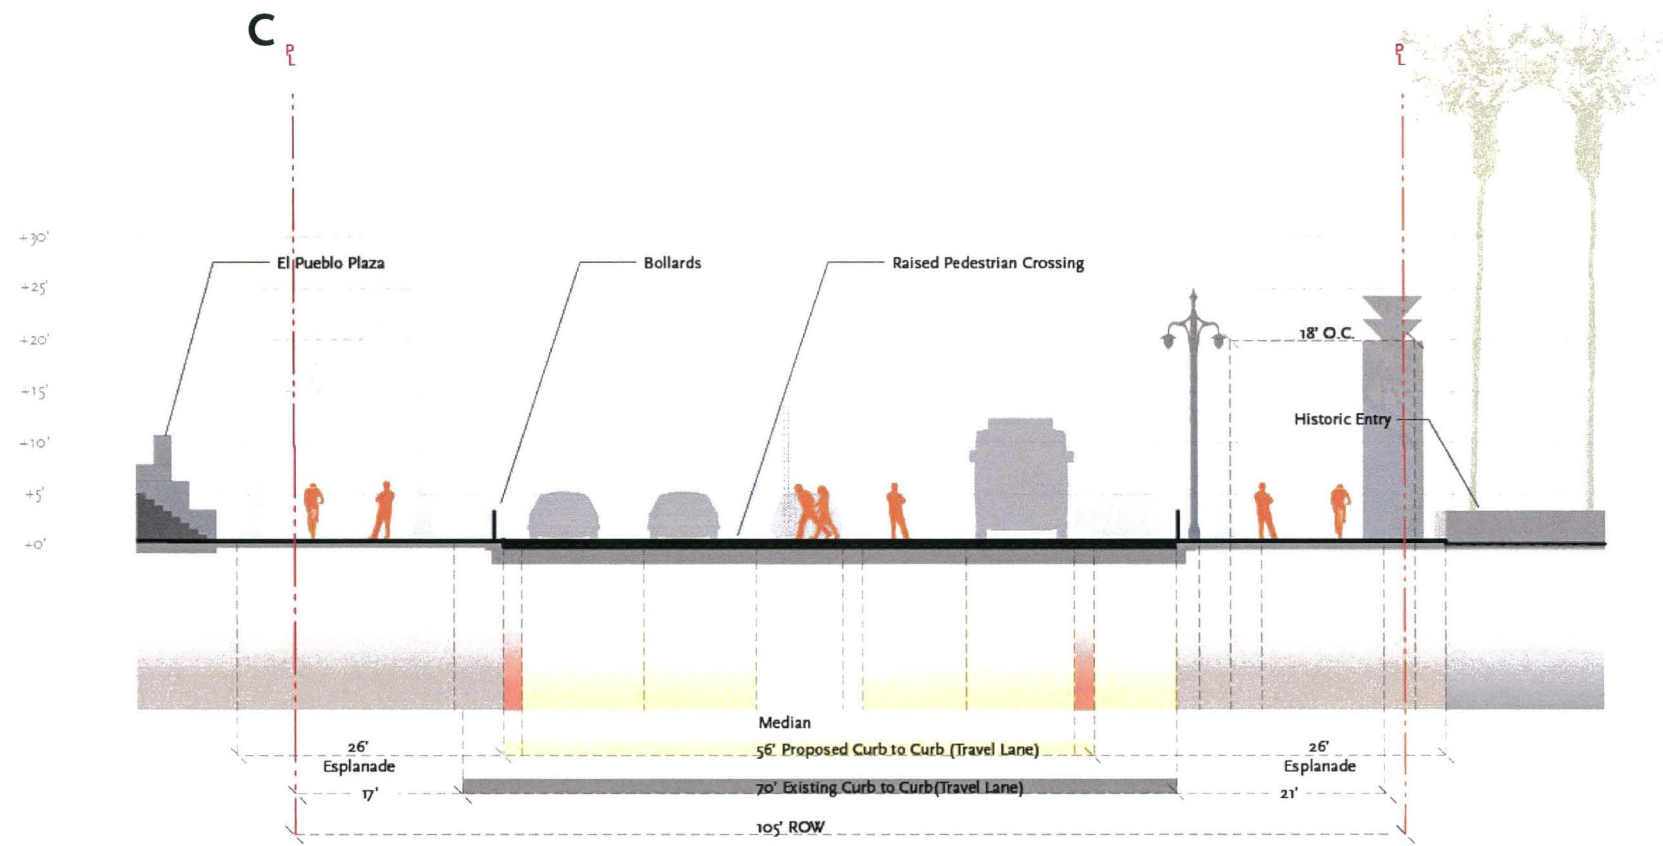 C
PL
PL
+30'
El Pueblo Plaza
Bollards
Raised Pedestrian Crossing
+25'
+20'
18' O.C.
+15'
Historic Entry
+10'
+5'
+0'
Median
26'
56' Proposed Curb to Curb (Travel Lane)
26'
Esplanade
Esplanade
17'
70' Existing Curb to Curb(Travel Lane)
21'
105' ROW